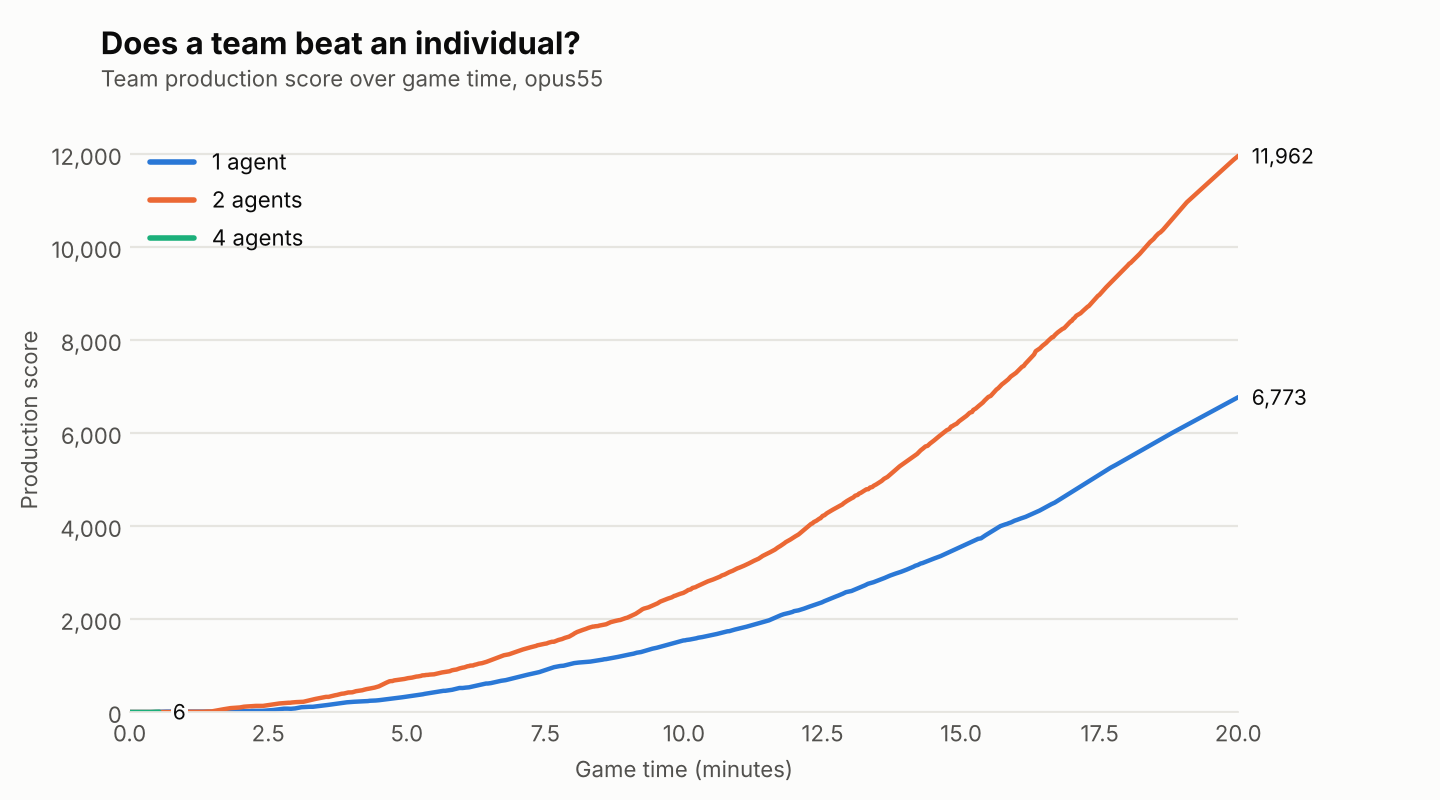 Does a team beat an individual?
Team production score over game time, opus55
12,000
10,000
8,000
6,000
4,000
2,000
0
Production score
1 agent
2 agents
4 agents
11,962
6,773
6
0.0 2.5 5.0 7.5 10.0 12.5 15.0 17.5 20.0
Game time (minutes)